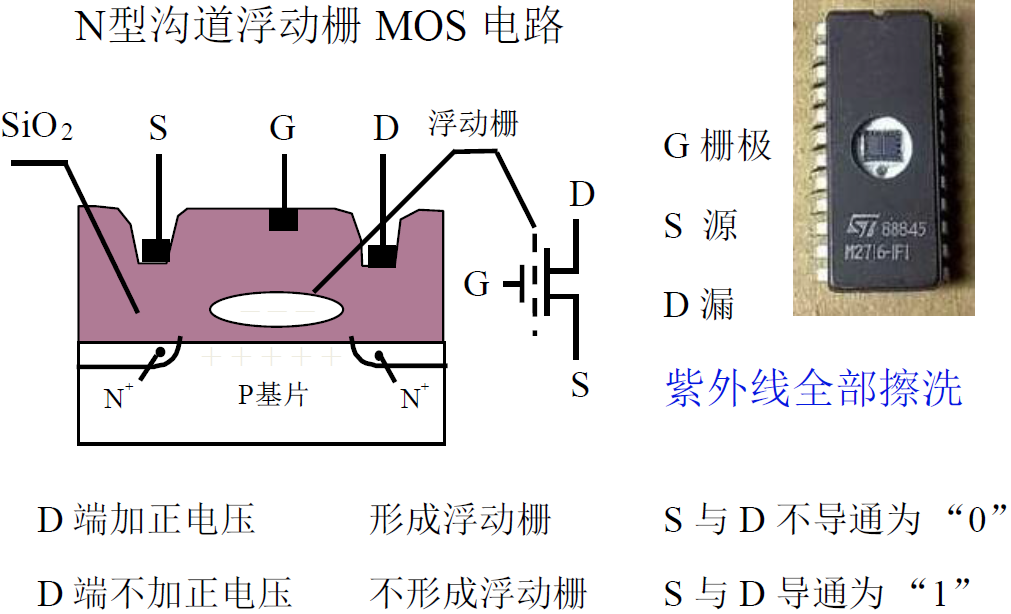 N型沟道浮动栅 MOS 电路
SiO2
S
G
D
浮动栅
D
G
S
N+
P基片
N+
G 栅极
S 源
D 漏
ST 88845
M2716-1F1
紫外线全部擦洗
D 端加正电压 形成浮动栅 S 与 D 不导通为“0”
D 端不加正电压 不形成浮动栅 S 与 D 导通为“1”